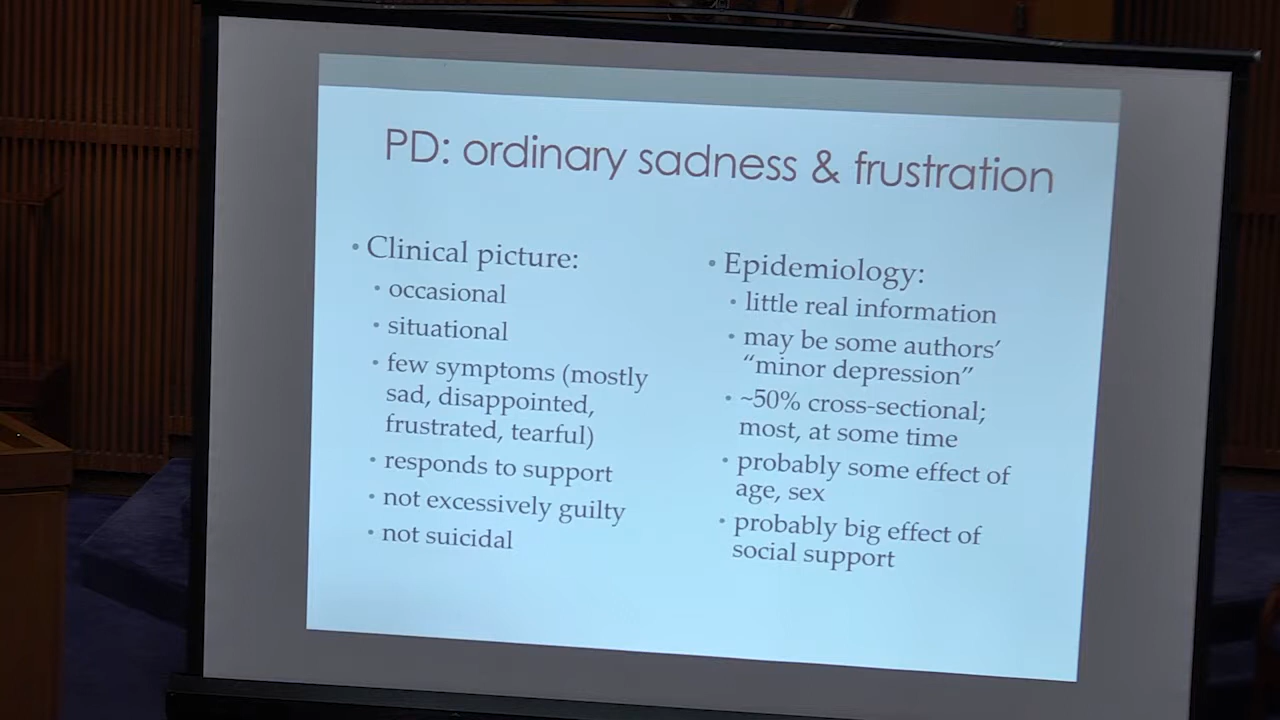 PD: ordinary sadness & frustration
• Clinical picture:
• occasional
• situational
• few symptoms (mostly
sad, disappointed,
frustrated, tearful)
• responds to support
• not excessively guilty
• not suicidal
• Epidemiology:
• little real information
• may be some authors’
“minor depression”
• ~50% cross-sectional;
most, at some time
• probably some effect of
age, sex
• probably big effect of
social support